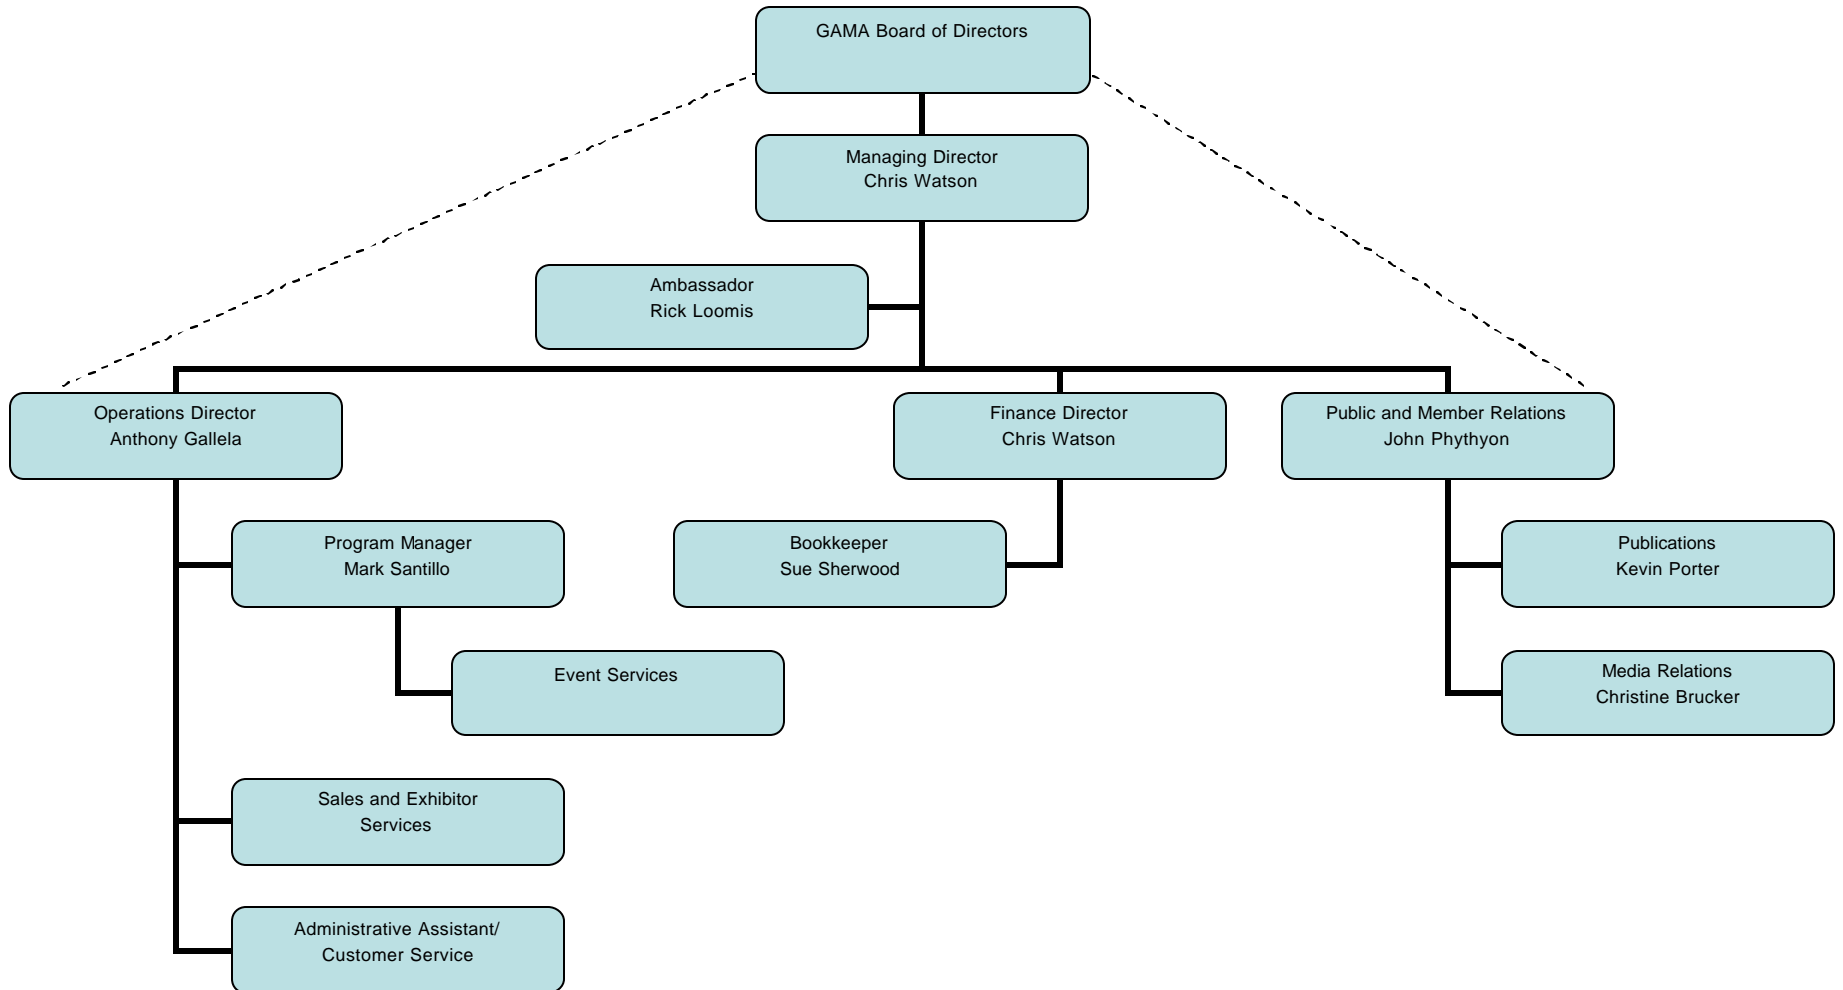 GAMA Board of Directors
Managing Director
Chris Watson
Ambassador
Rick Loomis
Operations Director
Anthony Gallela
Finance Director
Chris Watson
Public and Member Relations
John Phythyon
Program Manager
Mark Santillo
Bookkeeper
Sue Sherwood
Publications
Kevin Porter
Event Services
Media Relations
Christine Brucker
Sales and Exhibitor
Services
Administrative Assistant/
Customer Service